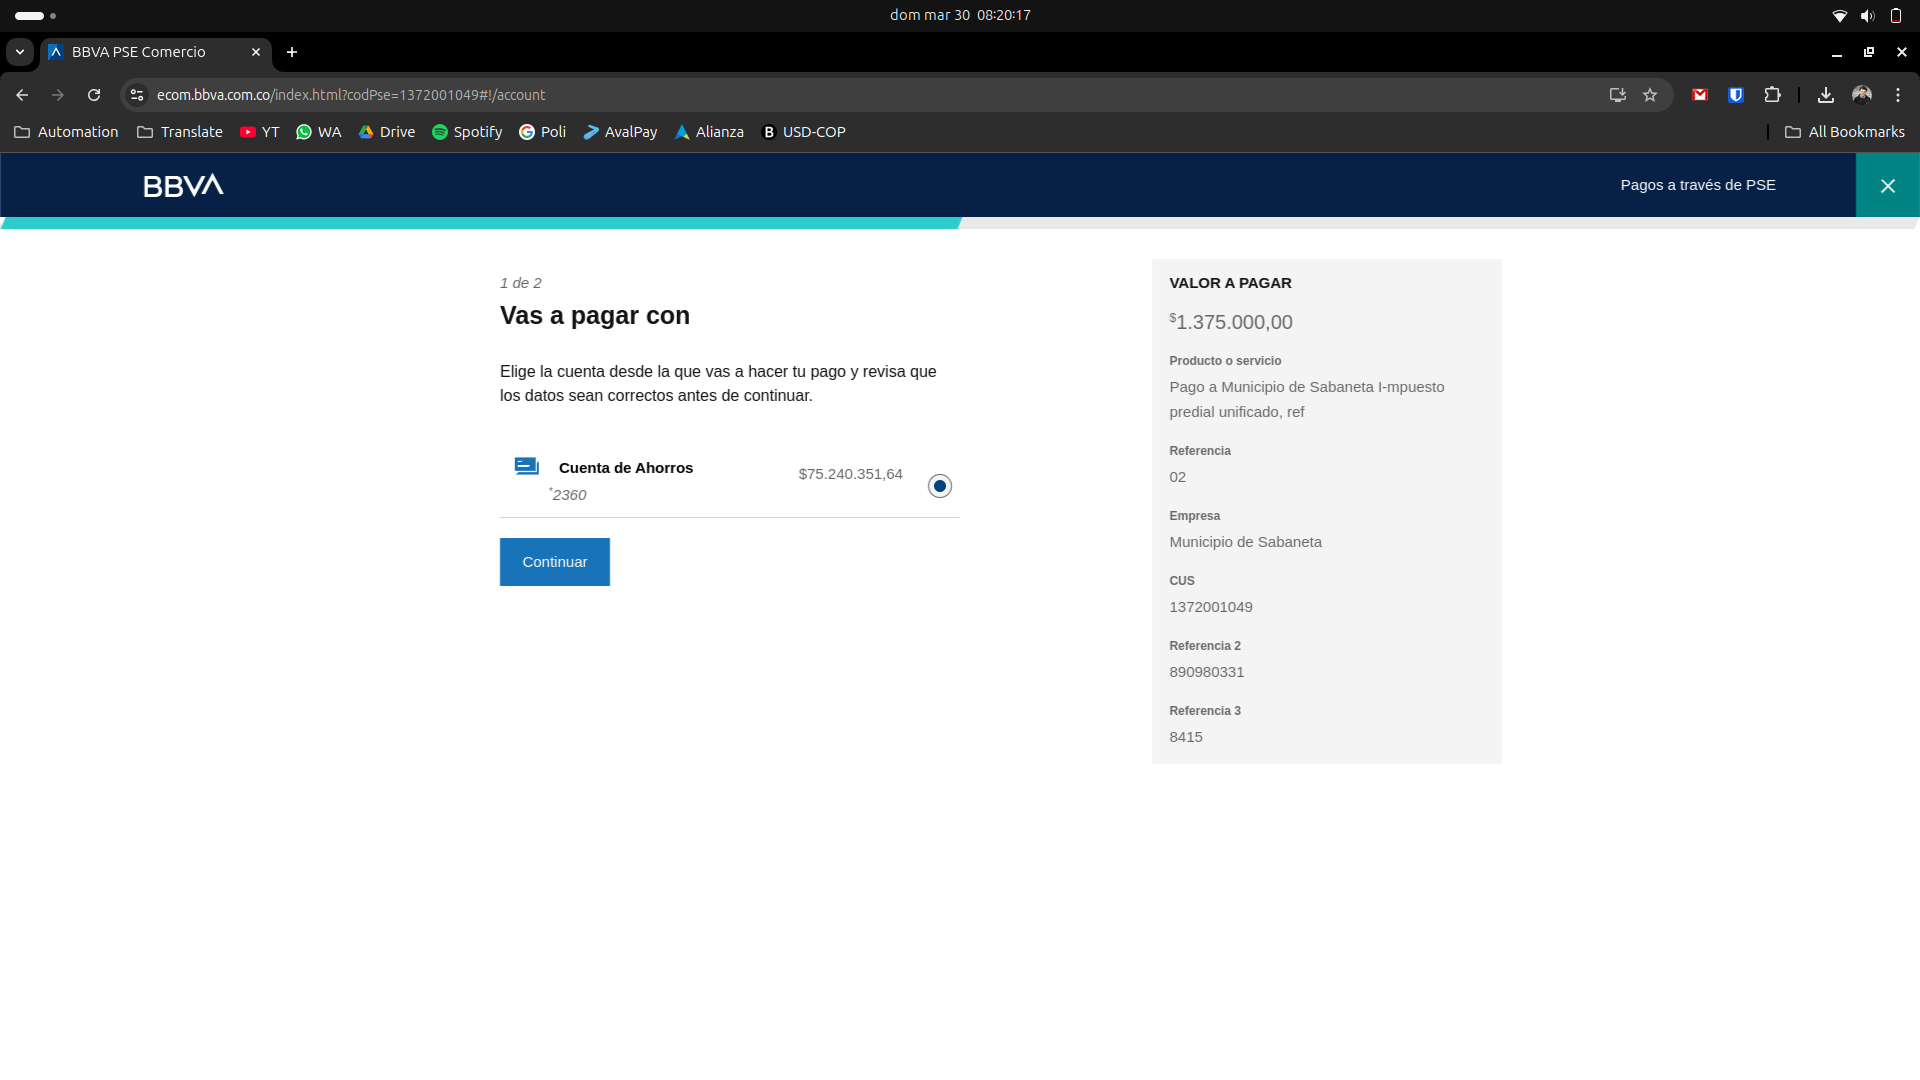 dom mar 30  08:20:17
BBVA PSE Comercio
ecom.bbva.com.co/index.html?codPse=1372001049#!/account
Automation
Translate
YT
WA
Drive
Spotify
Poli
AvalPay
Alianza
USD-COP
All Bookmarks
BBVA
Pagos a través de PSE
1 de 2
Vas a pagar con
Elige la cuenta desde la que vas a hacer tu pago y revisa que
los datos sean correctos antes de continuar.
Cuenta de Ahorros
$75.240.351,64
*2360
Continuar
VALOR A PAGAR
$1.375.000,00
Producto o servicio
Pago a Municipio de Sabaneta I-mpuesto
predial unificado, ref
Referencia
02
Empresa
Municipio de Sabaneta
CUS
1372001049
Referencia 2
890980331
Referencia 3
8415